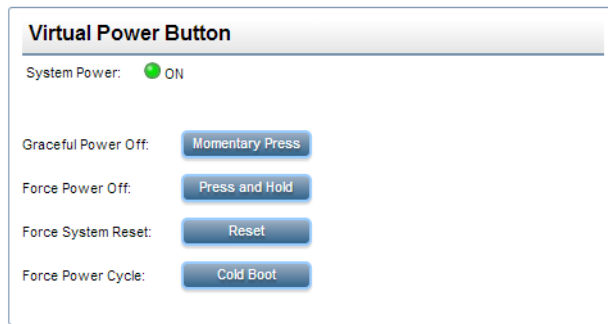 Virtual Power Button
System Power: ON
Graceful Power Off: Momentary Press
Force Power Off: Press and Hold
Force System Reset: Reset
Force Power Cycle: Cold Boot